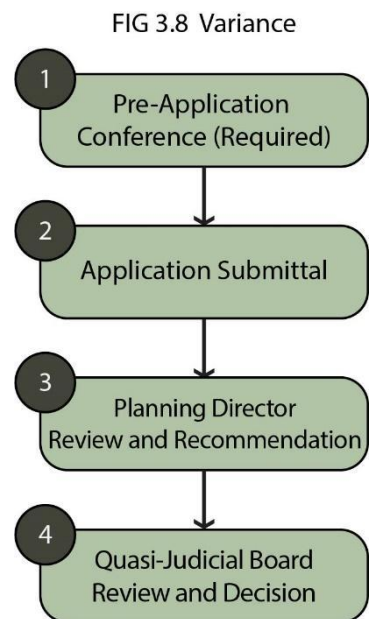 FIG 3.8 Variance
1
Pre-Application
Conference (Required)
2
Application Submittal
3
Planning Director
Review and Recommendation
4
Quasi-Judicial Board
Review and Decision